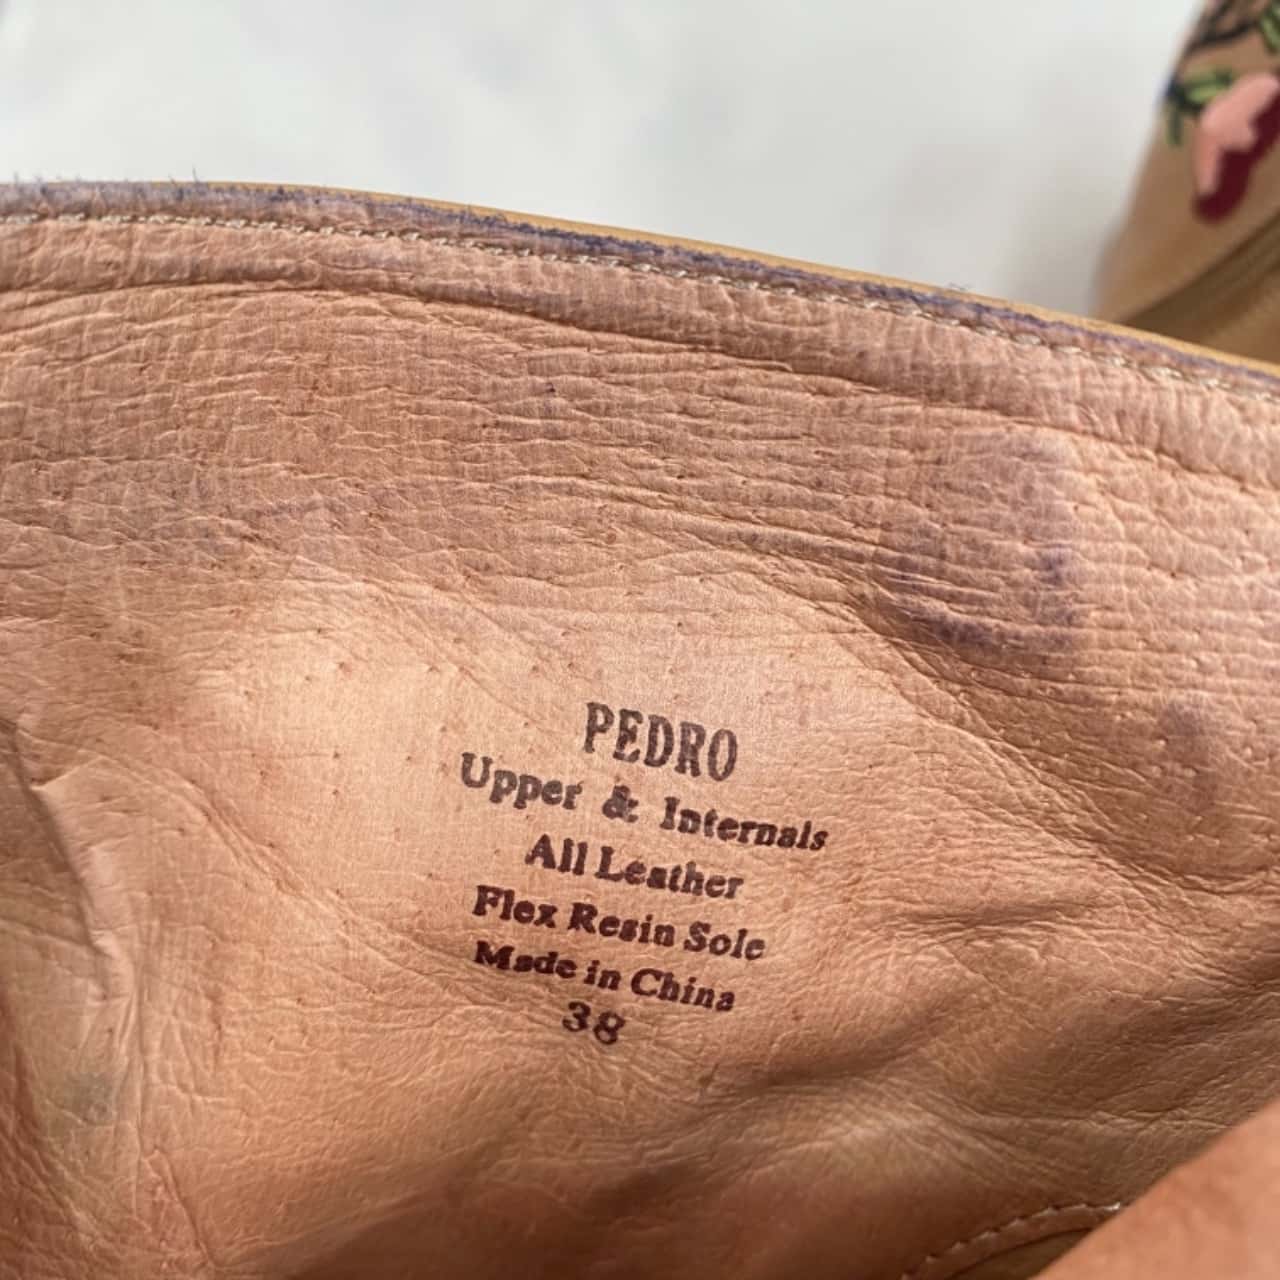 PEDRO
Upper & Internals
All Leather
Flex Resin Sole
Made in China
38